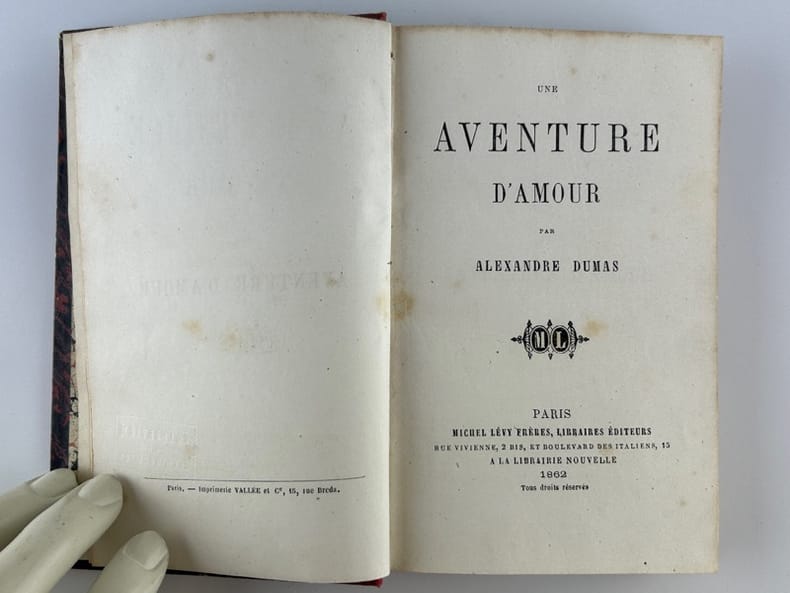 Paris. — Imprimerie VALLÉE et Cᵉ, 15, rue Breda.
UNE
AVENTURE
D'AMOUR
PAR
ALEXANDRE DUMAS
M L
PARIS
MICHEL LÉVY FRÈRES, LIBRAIRES ÉDITEURS
RUE VIVIENNE, 2 BIS, ET BOULEVARD DES ITALIENS, 15
A LA LIBRAIRIE NOUVELLE
1862
Tous droits réservés